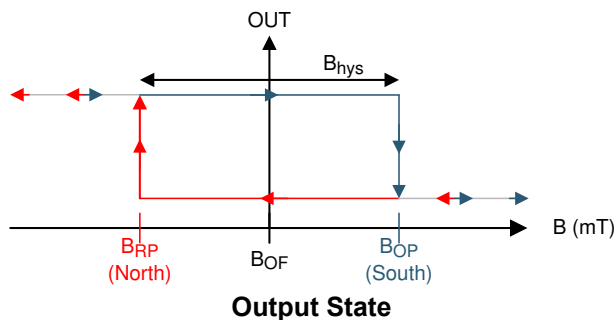 OUT
Bhys
B (mT)
BRP
(North)
BOF
BOP
(South)
Output State